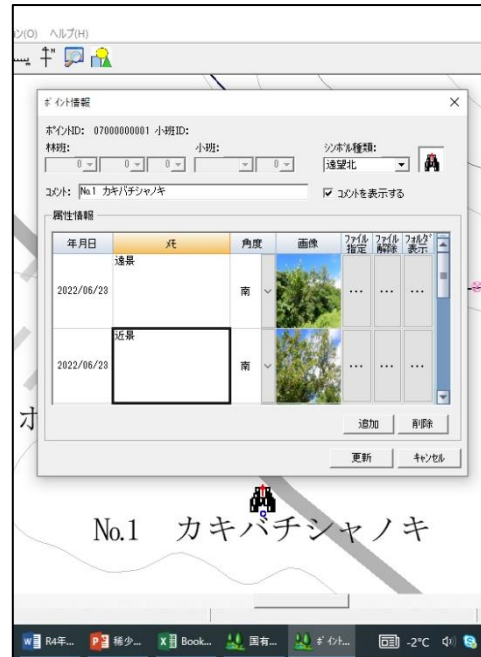 ン(O) ヘルプ(H)
ポイント情報
ポイントID: 07000000001 小班ID:
林班: 小班: シンボル種類:
0 0 0 0 遠望北
コメント: No.1 カキバチシャノキ コメントを表示する
属性情報
年月日 メモ 角度 画像 ファイル指定 ファイル解除 フォルダ表示
遠景
2022/06/23 南 ... ... ...
近景
2022/06/23 南 ... ... ...
追加 削除
更新 キャンセル
ホ
No.1 カキバチシャノキ
R4年... 稀少... Book... 国有... ポイント... -2°C